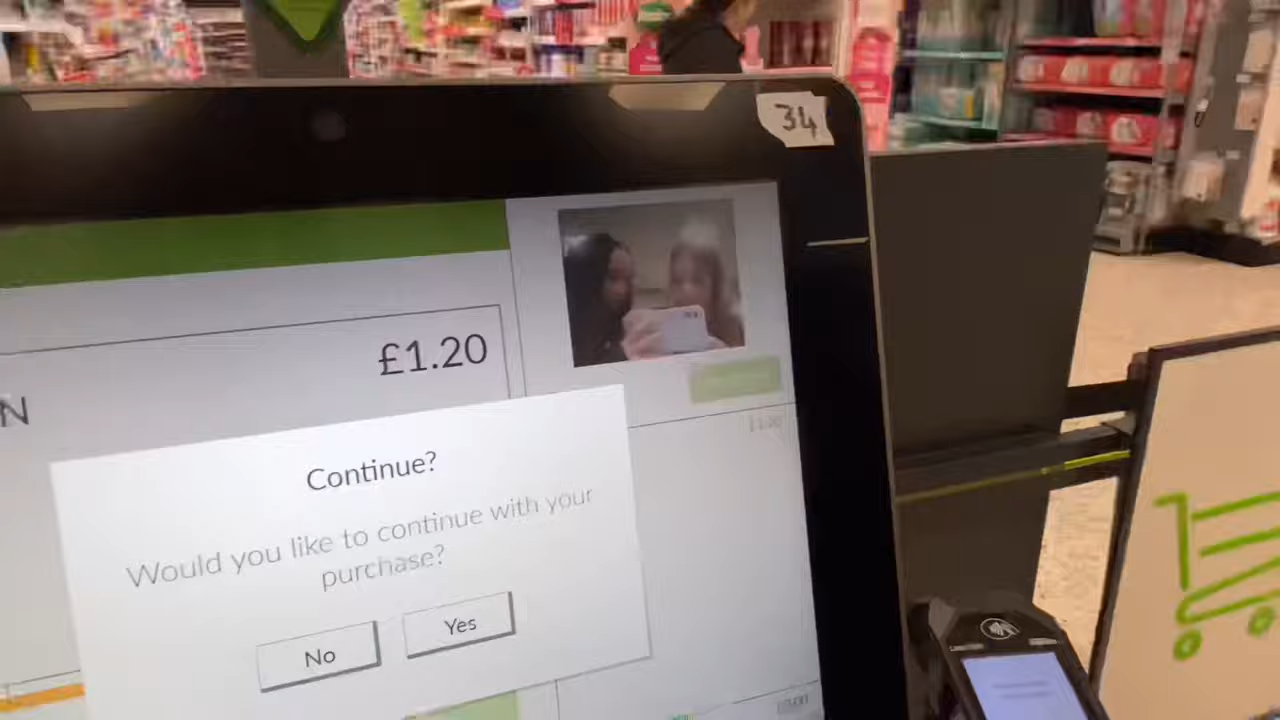 34
£1.20
N
Continue?
Would you like to continue with your
purchase?
No
Yes